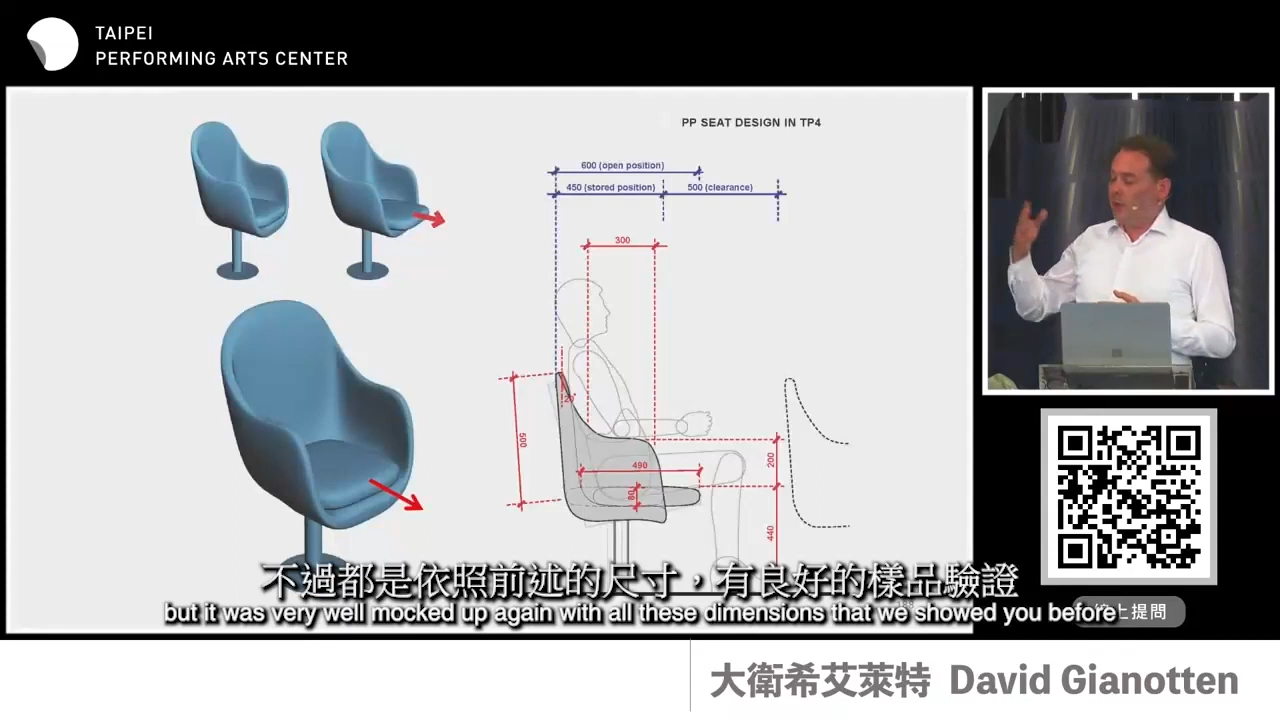 TAIPEI
PERFORMING ARTS CENTER
PP SEAT DESIGN IN TP4
600 (open position)
450 (stored position)
500 (clearance)
300
20°
500
490
80
200
440
不過都是依照前述的尺寸，有良好的樣品驗證
but it was very well mocked up again with all these dimensions that we showed you before
上提問
大衛希艾萊特 David Gianotten